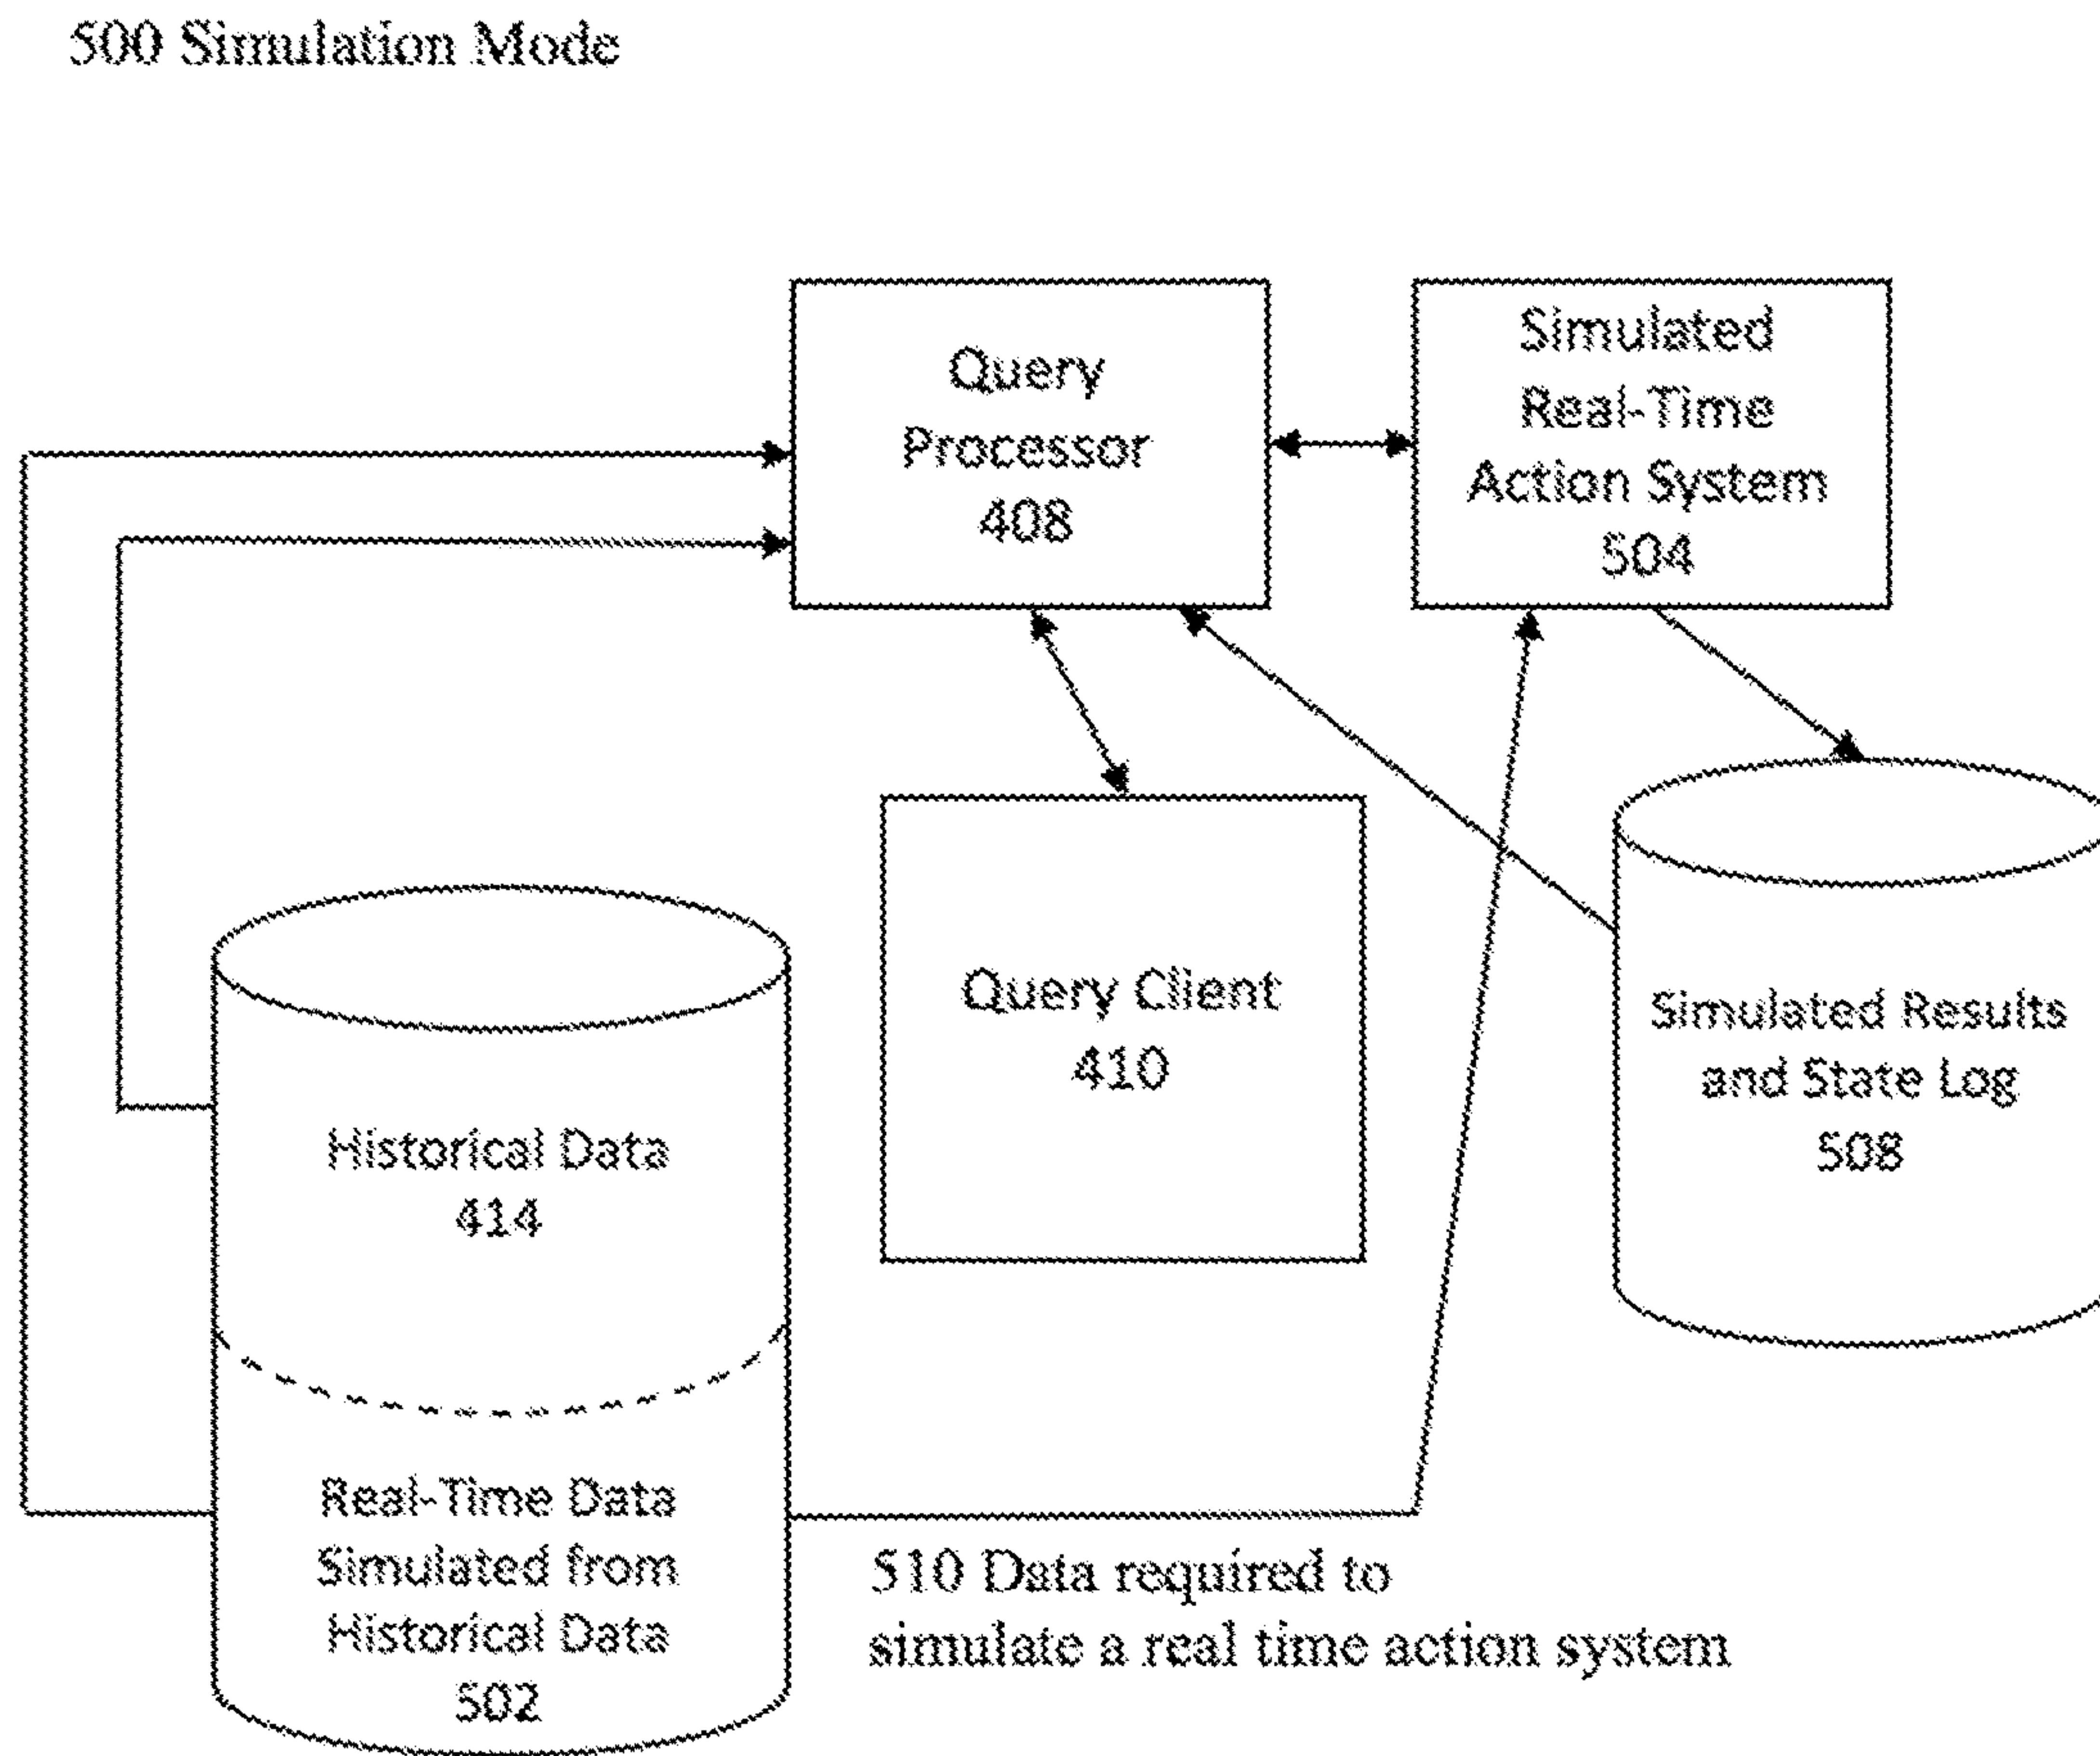 500 Simulation Mode
Query
Processor
408
Simulated
Real-Time
Action System
504
Query Client
410
Simulated Results
and State Log
508
Historical Data
414
Real-Time Data
Simulated from
Historical Data
502
510 Data required to
simulate a real time action system